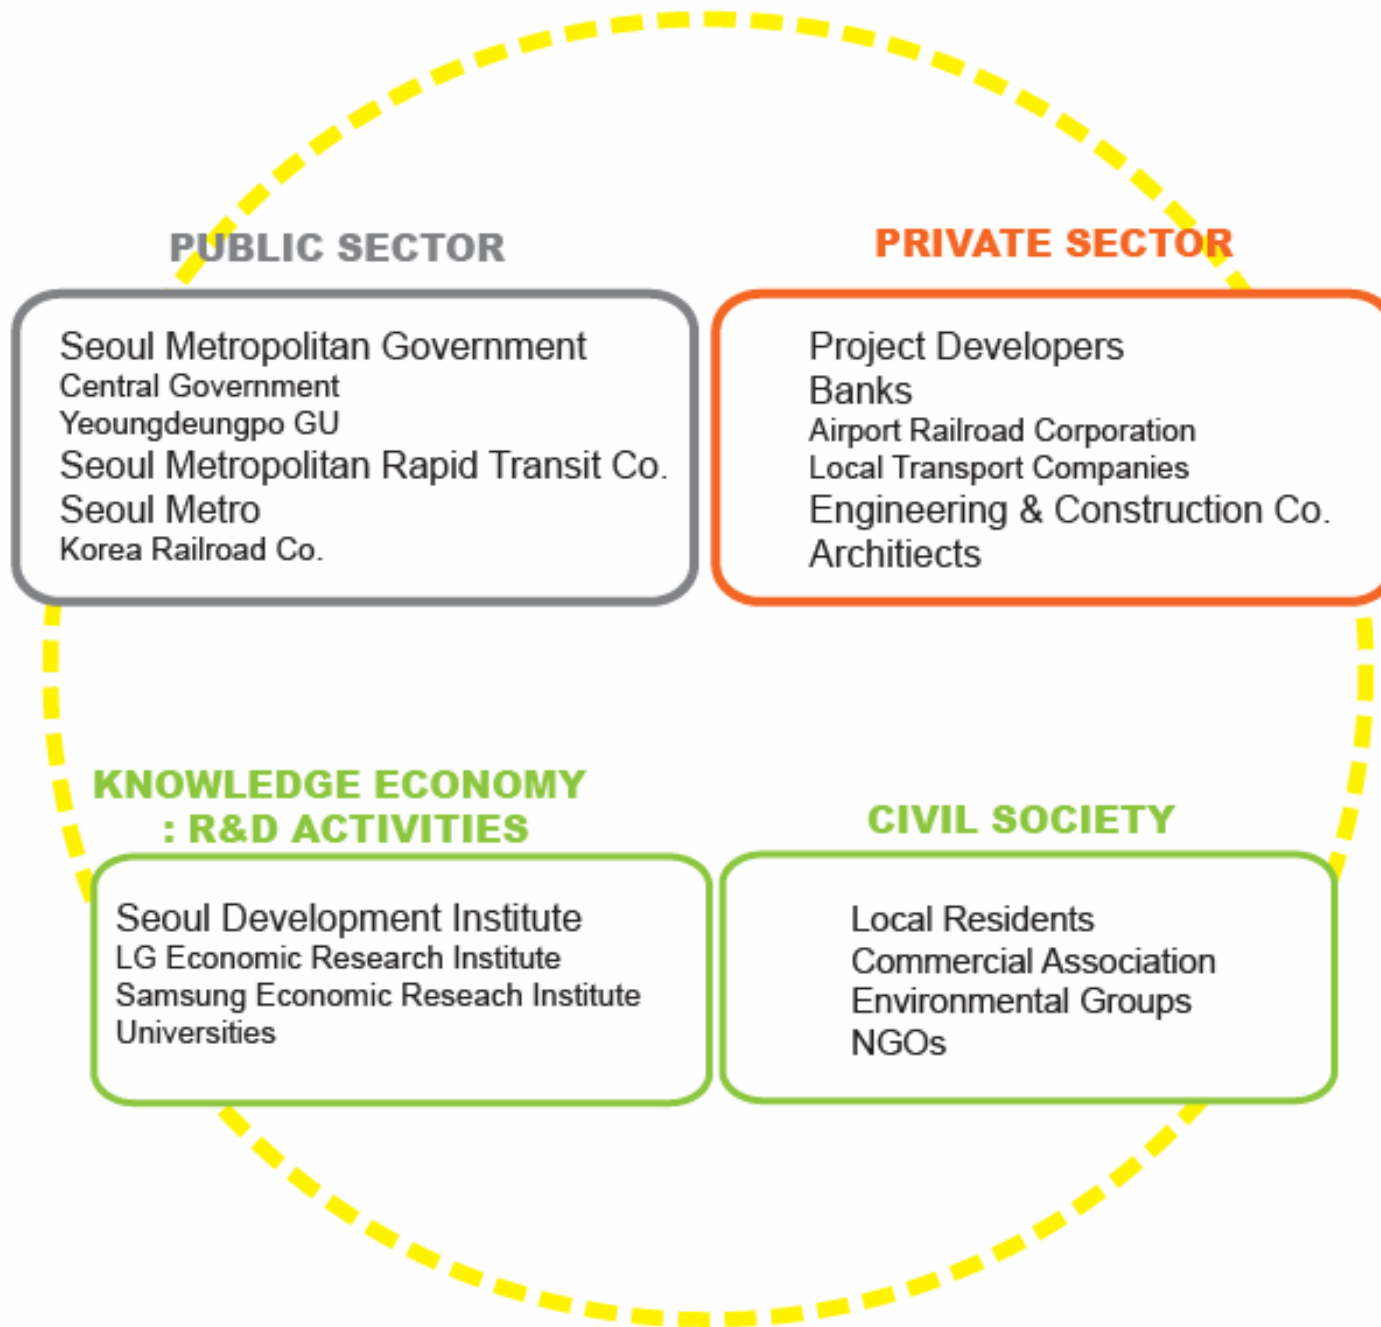 PUBLIC SECTOR
Seoul Metropolitan Government
Central Government
Yeoungdeungpo GU
Seoul Metropolitan Rapid Transit Co.
Seoul Metro
Korea Railroad Co.
PRIVATE SECTOR
Project Developers
Banks
Airport Railroad Corporation
Local Transport Companies
Engineering & Construction Co.
Architiects
KNOWLEDGE ECONOMY
: R&D ACTIVITIES
Seoul Development Institute
LG Economic Research Institute
Samsung Economic Reseach Institute
Universities
CIVIL SOCIETY
Local Residents
Commercial Association
Environmental Groups
NGOs